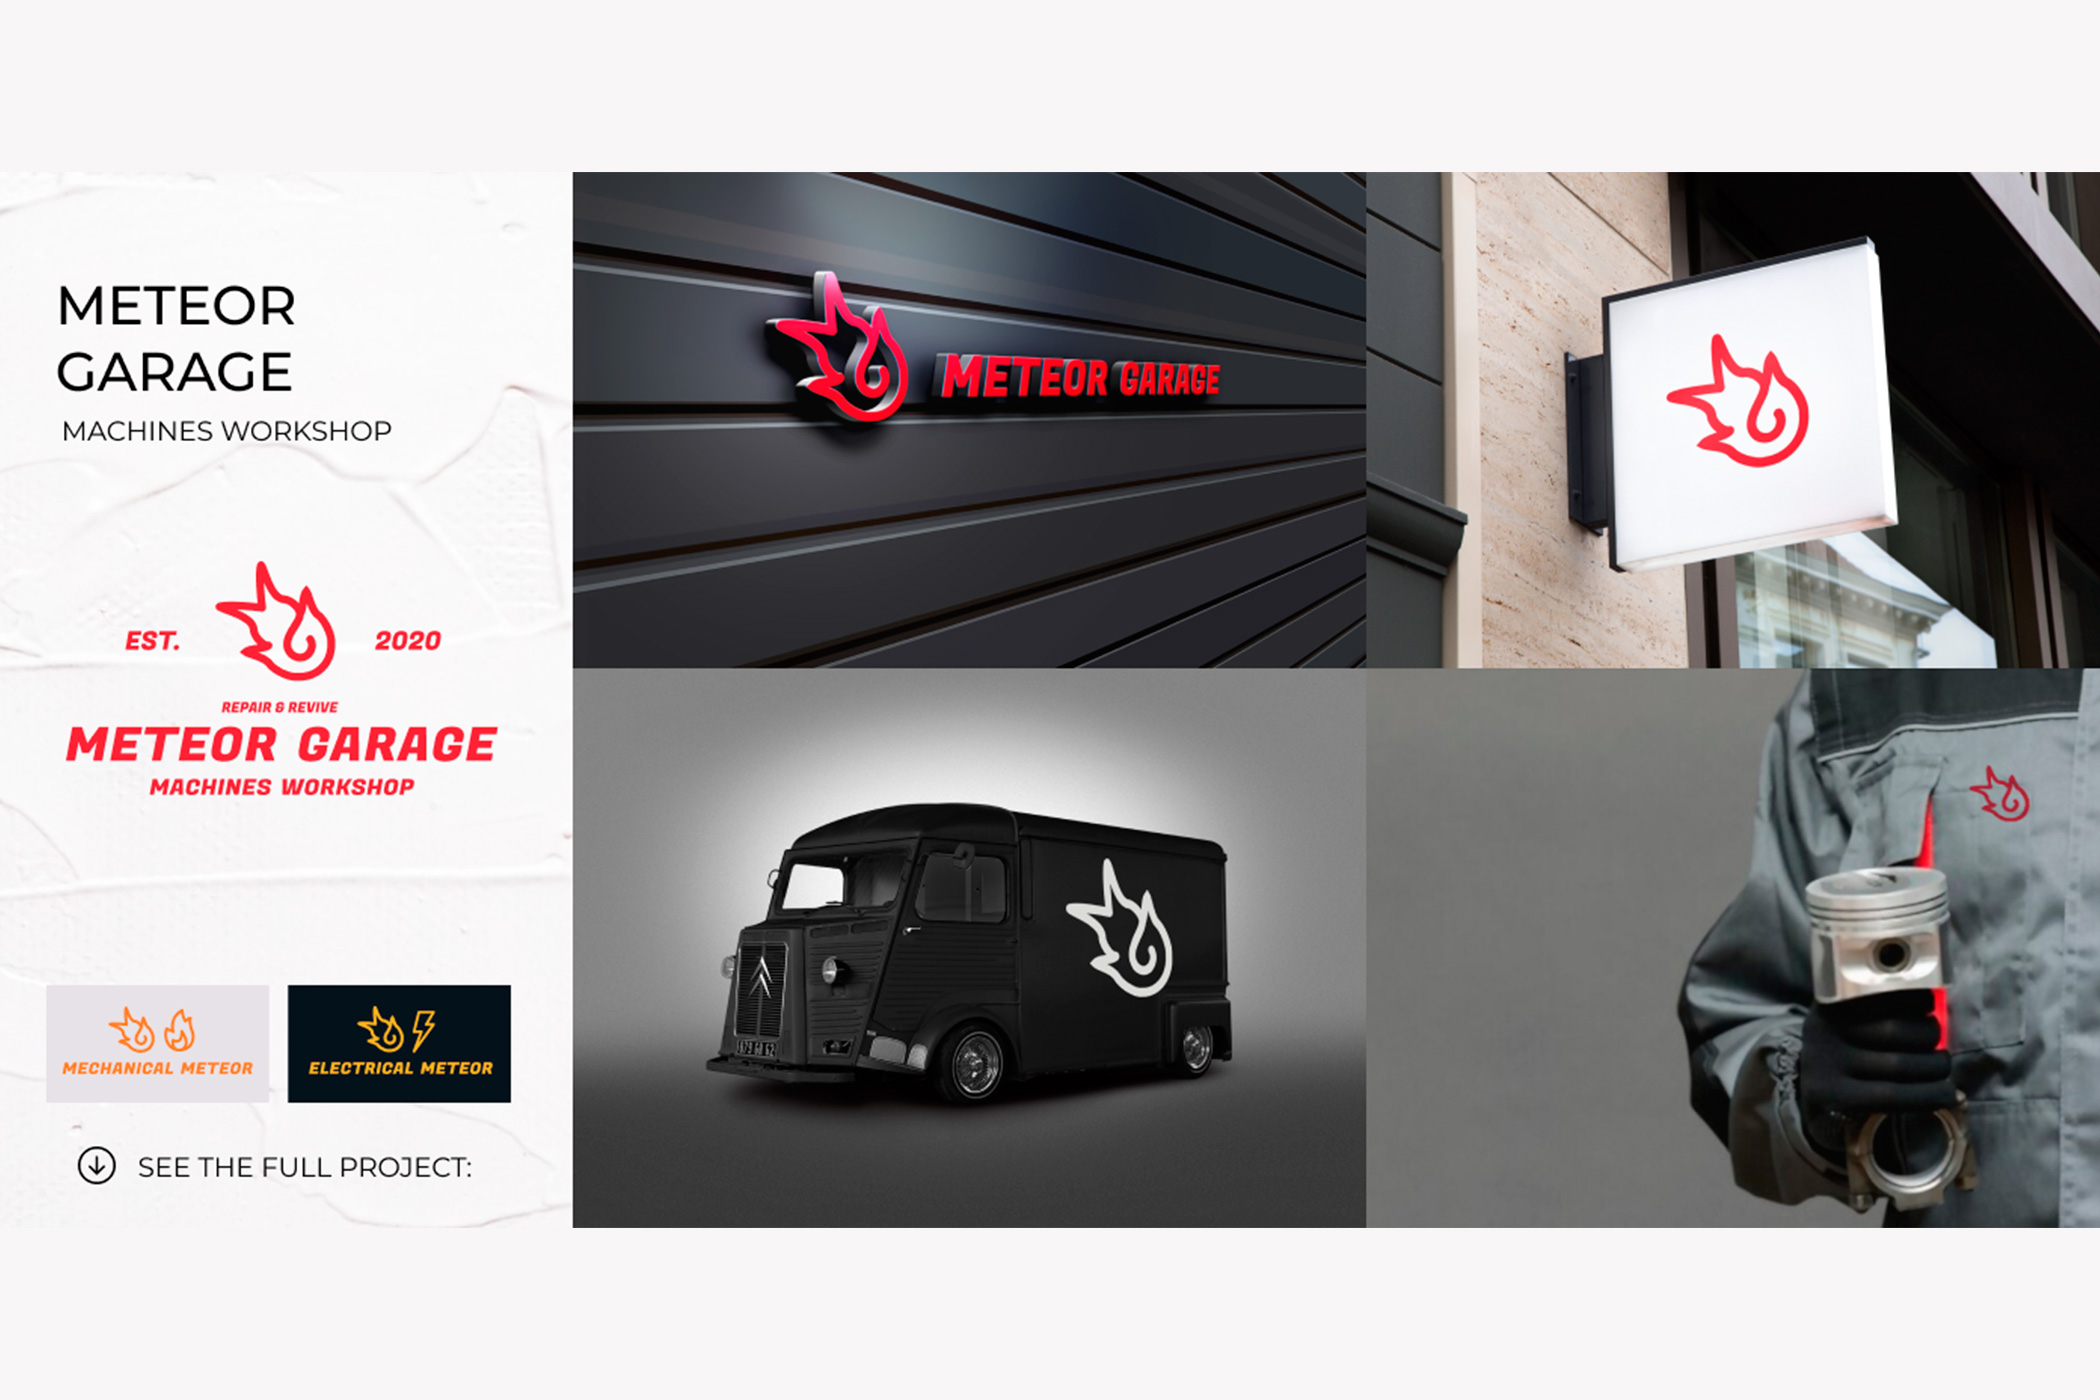 METEOR
GARAGE
MACHINES WORKSHOP
EST.
2020
REPAIR & REVIVE
METEOR GARAGE
MACHINES WORKSHOP
MECHANICAL METEOR
ELECTRICAL METEOR
SEE THE FULL PROJECT:
METEOR GARAGE